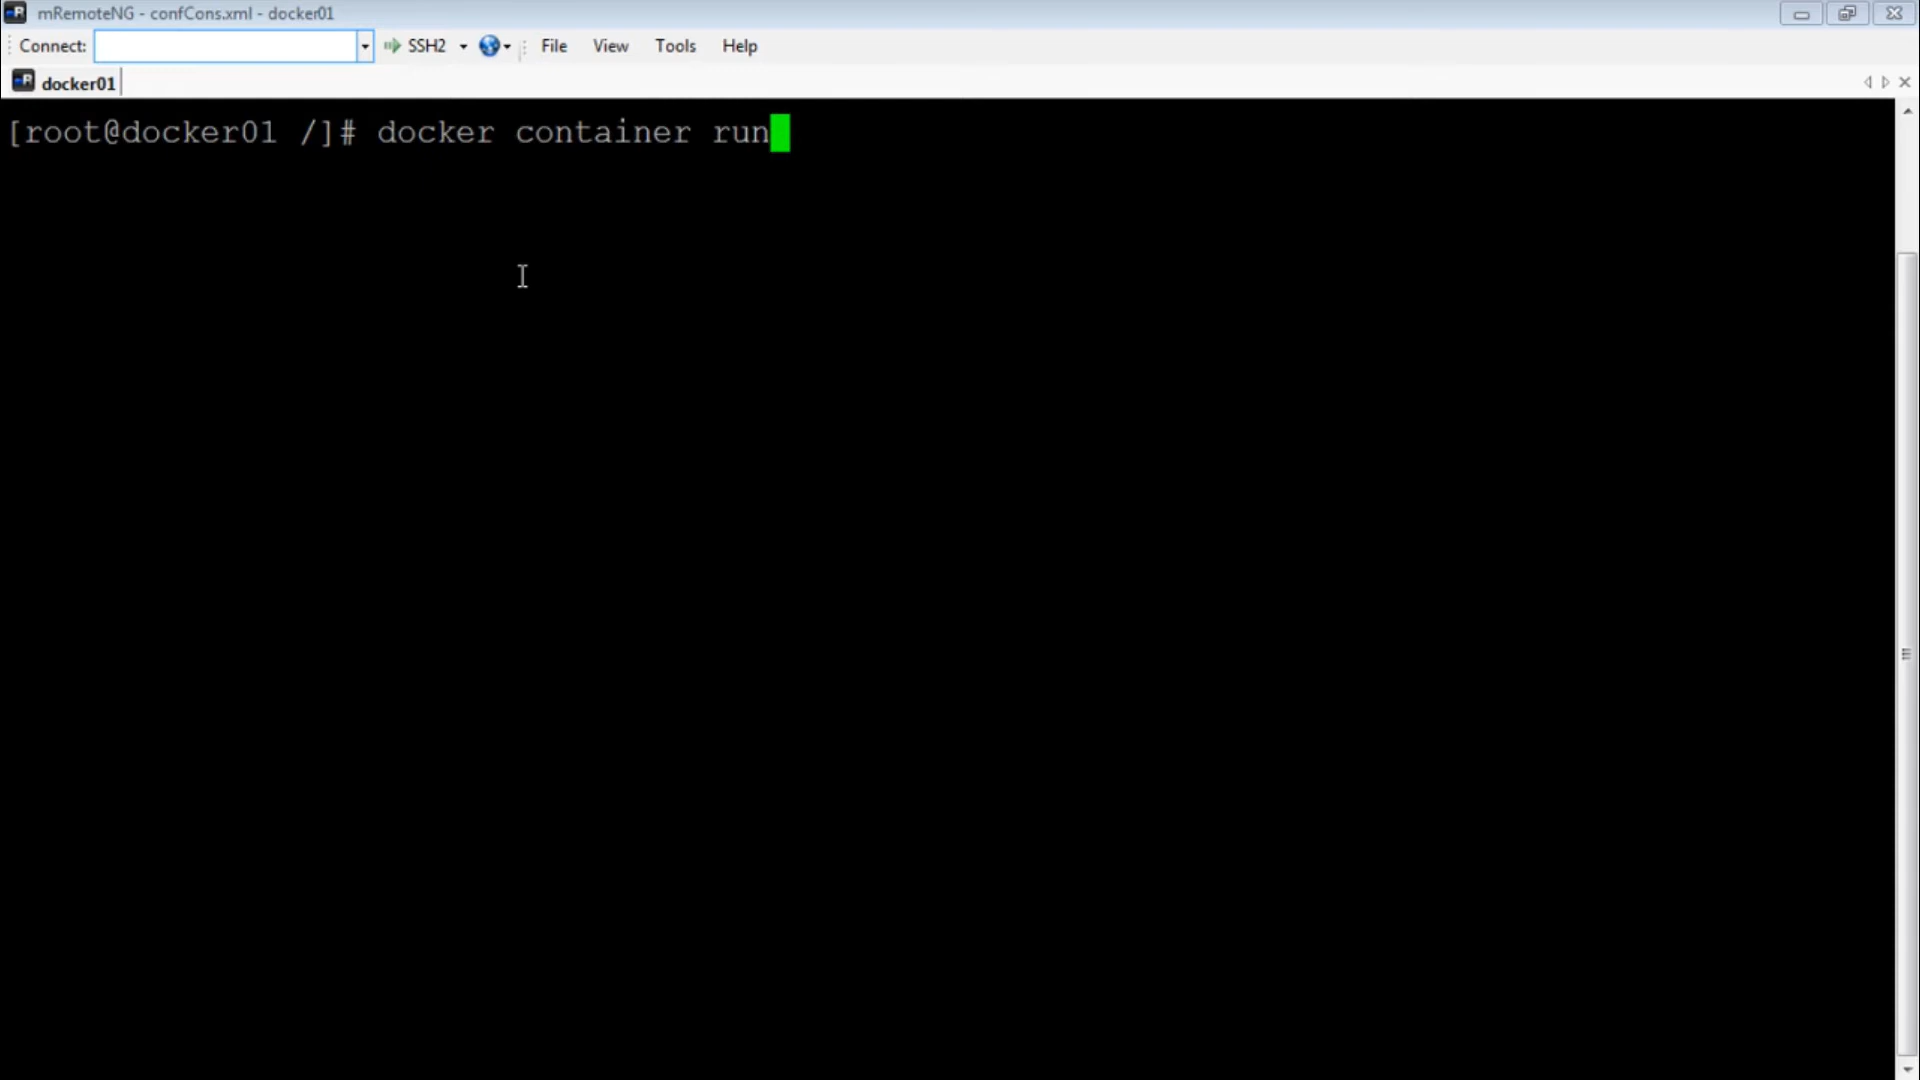 mRemoteNG - confCons.xml - docker01
Connect: SSH2 File View Tools Help
docker01
[root@docker01 /]# docker container run